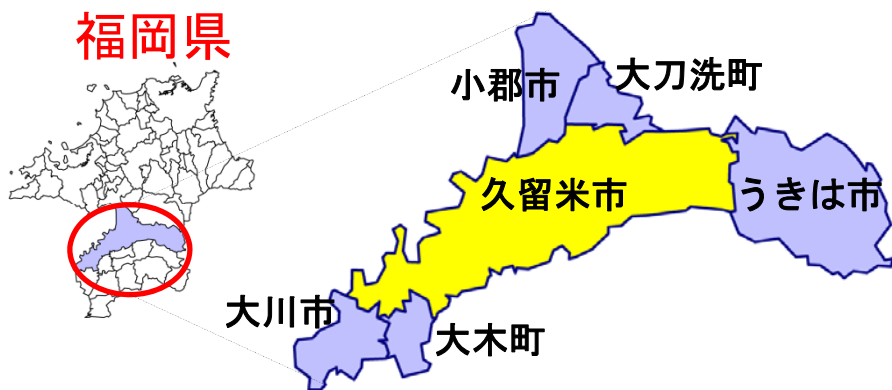 福岡県
小郡市
大刀洗町
久留米市
うきは市
大川市
大木町